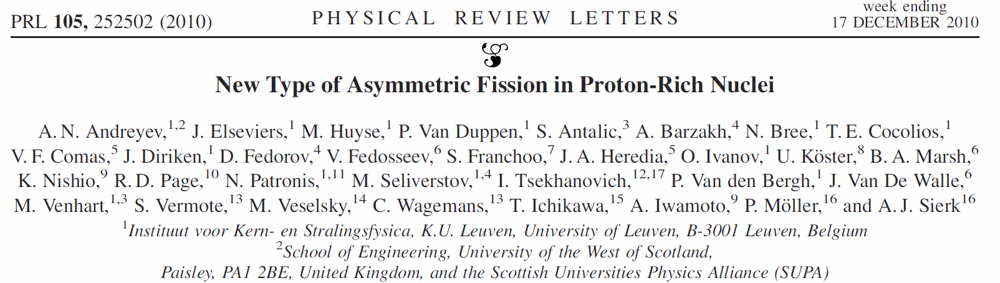 PRL 105, 252502 (2010) PHYSICAL REVIEW LETTERS week ending 17 DECEMBER 2010
New Type of Asymmetric Fission in Proton-Rich Nuclei
A. N. Andreyev,1,2 J. Elseviers,1 M. Huyse,1 P. Van Duppen,1 S. Antalic,3 A. Barzakh,4 N. Bree,1 T. E. Cocolios,1
V. F. Comas,5 J. Diriken,1 D. Fedorov,4 V. Fedosseev,6 S. Franchoo,7 J. A. Heredia,5 O. Ivanov,1 U. Köster,8 B. A. Marsh,6
K. Nishio,9 R. D. Page,10 N. Patronis,1,11 M. Seliverstov,1,4 I. Tsekhanovich,12,17 P. Van den Bergh,1 J. Van De Walle,6
M. Venhart,1,3 S. Vermote,13 M. Veselsky,14 C. Wagemans,13 T. Ichikawa,15 A. Iwamoto,9 P. Möller,16 and A. J. Sierk16
1Instituut voor Kern- en Stralingsfysica, K.U. Leuven, University of Leuven, B-3001 Leuven, Belgium
2School of Engineering, University of the West of Scotland,
Paisley, PA1 2BE, United Kingdom, and the Scottish Universities Physics Alliance (SUPA)